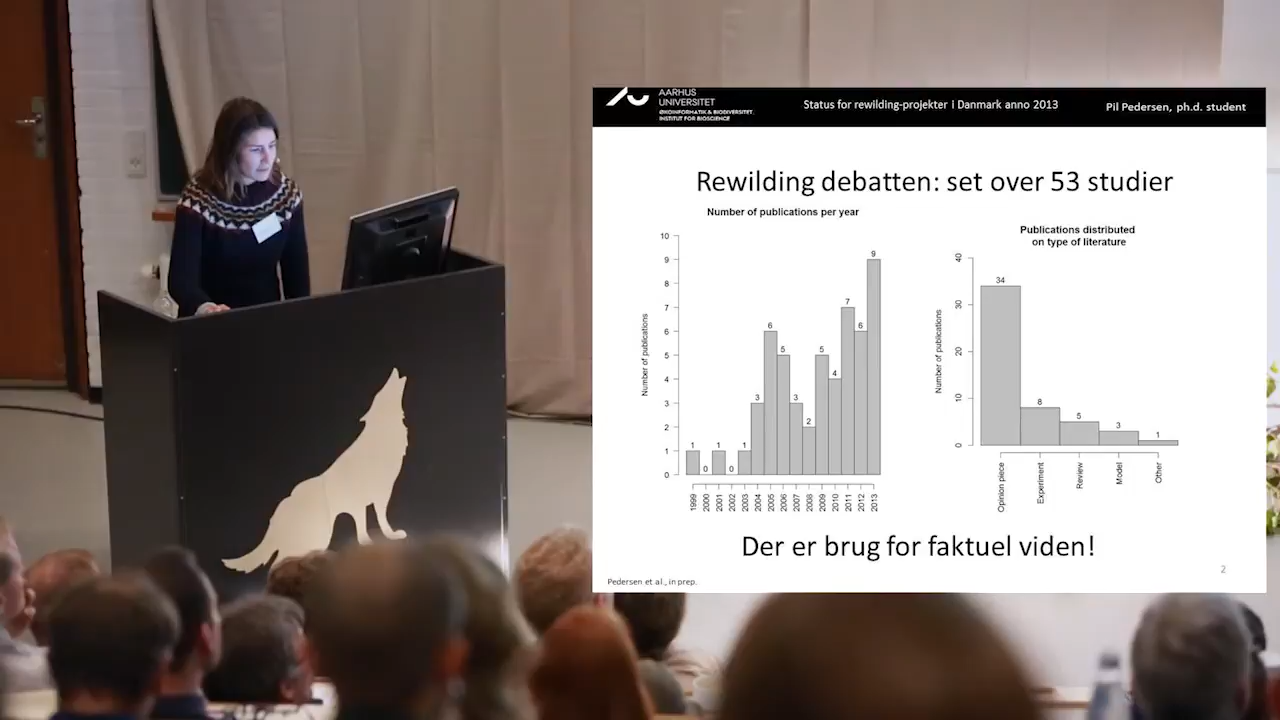 AARHUS
UNIVERSITET
ØKOINFORMATIK & BIODIVERSITET,
INSTITUT FOR BIOSCIENCE
Status for rewilding-projekter i Danmark anno 2013
Pil Pedersen, ph.d. student
Rewilding debatten: set over 53 studier
Number of publications per year
Number of publications
10
9
8
7
6
5
4
3
2
1
0
1
0
1
0
1
3
6
5
3
2
5
4
7
6
9
1999
2000
2001
2002
2003
2004
2005
2006
2007
2008
2009
2010
2011
2012
2013
Publications distributed
on type of literature
Number of publications
40
30
20
10
0
34
8
5
3
1
Opinion piece
Experiment
Review
Model
Other
Der er brug for faktuel viden!
Pedersen et al., in prep.
2